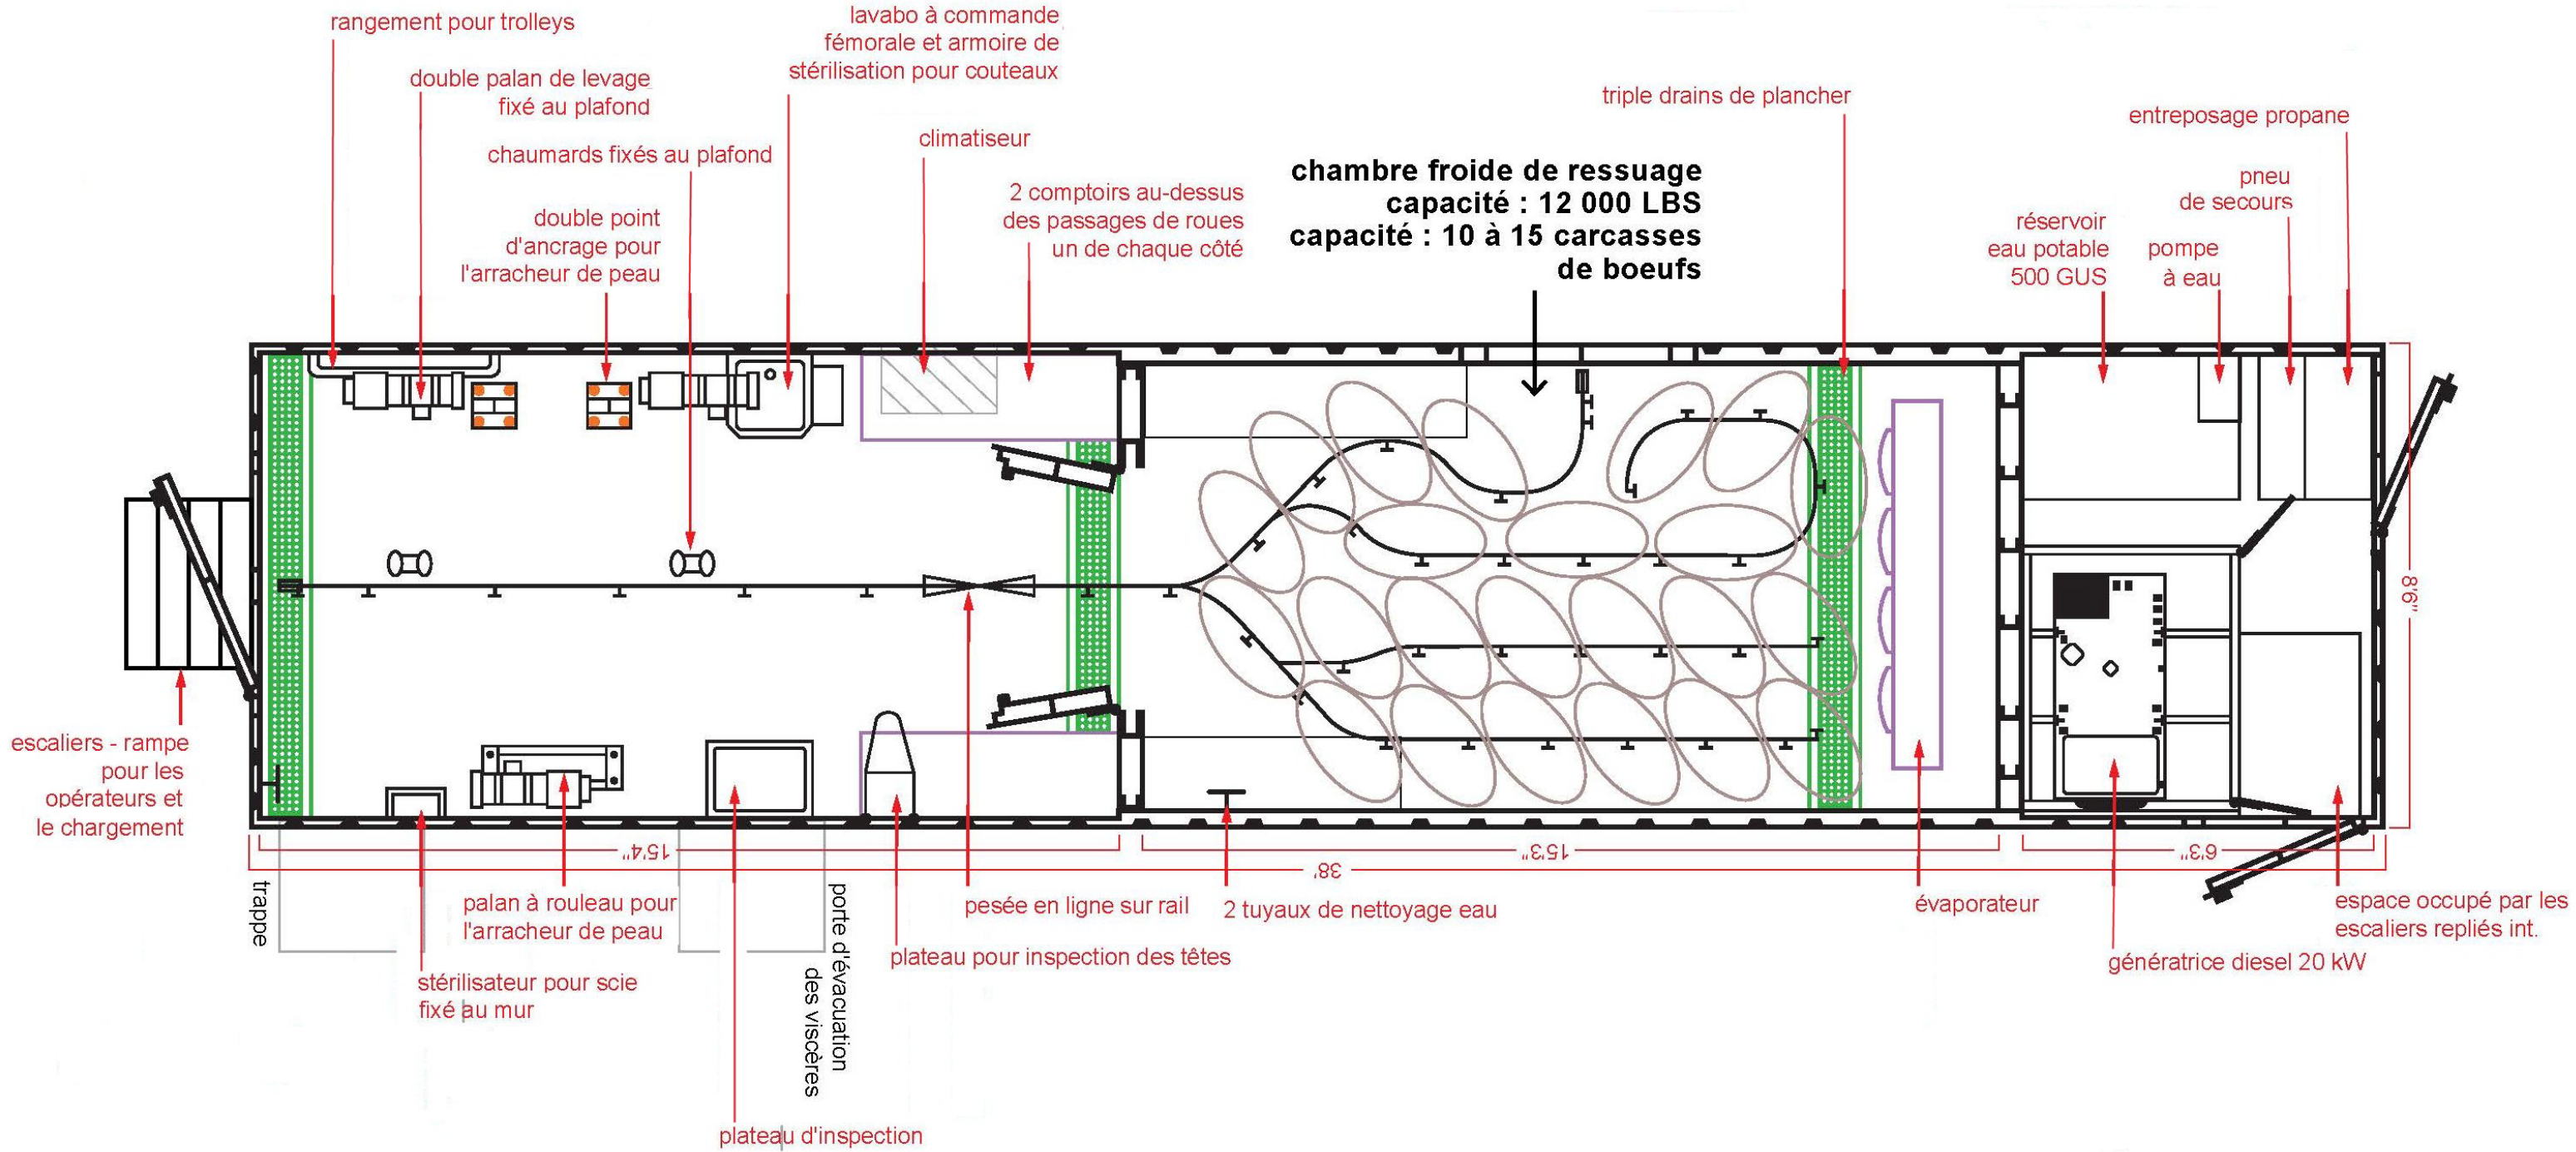 rangement pour trolleys
double palan de levage
fixé au plafond
chaumards fixés au plafond
double point
d'ancrage pour
l'arracheur de peau
lavabo à commande
fémorale et armoire de
stérilisation pour couteaux
climatiseur
2 comptoirs au-dessus
des passages de roues
un de chaque côté
chambre froide de ressuage
capacité : 12 000 LBS
capacité : 10 à 15 carcasses
de boeufs
triple drains de plancher
réservoir
eau potable
500 GUS
pompe
à eau
pneu
de secours
entreposage propane
8'6"
escaliers - rampe
pour les
opérateurs et
le chargement
15'4"
15'3"
6'3"
38'
trappe
stérilisateur pour scie
fixé au mur
palan à rouleau pour
l'arracheur de peau
plateau d'inspection
porte d'évacuation
des viscères
plateau pour inspection des têtes
pesée en ligne sur rail
2 tuyaux de nettoyage eau
évaporateur
génératrice diesel 20 kW
espace occupé par les
escaliers repliés int.